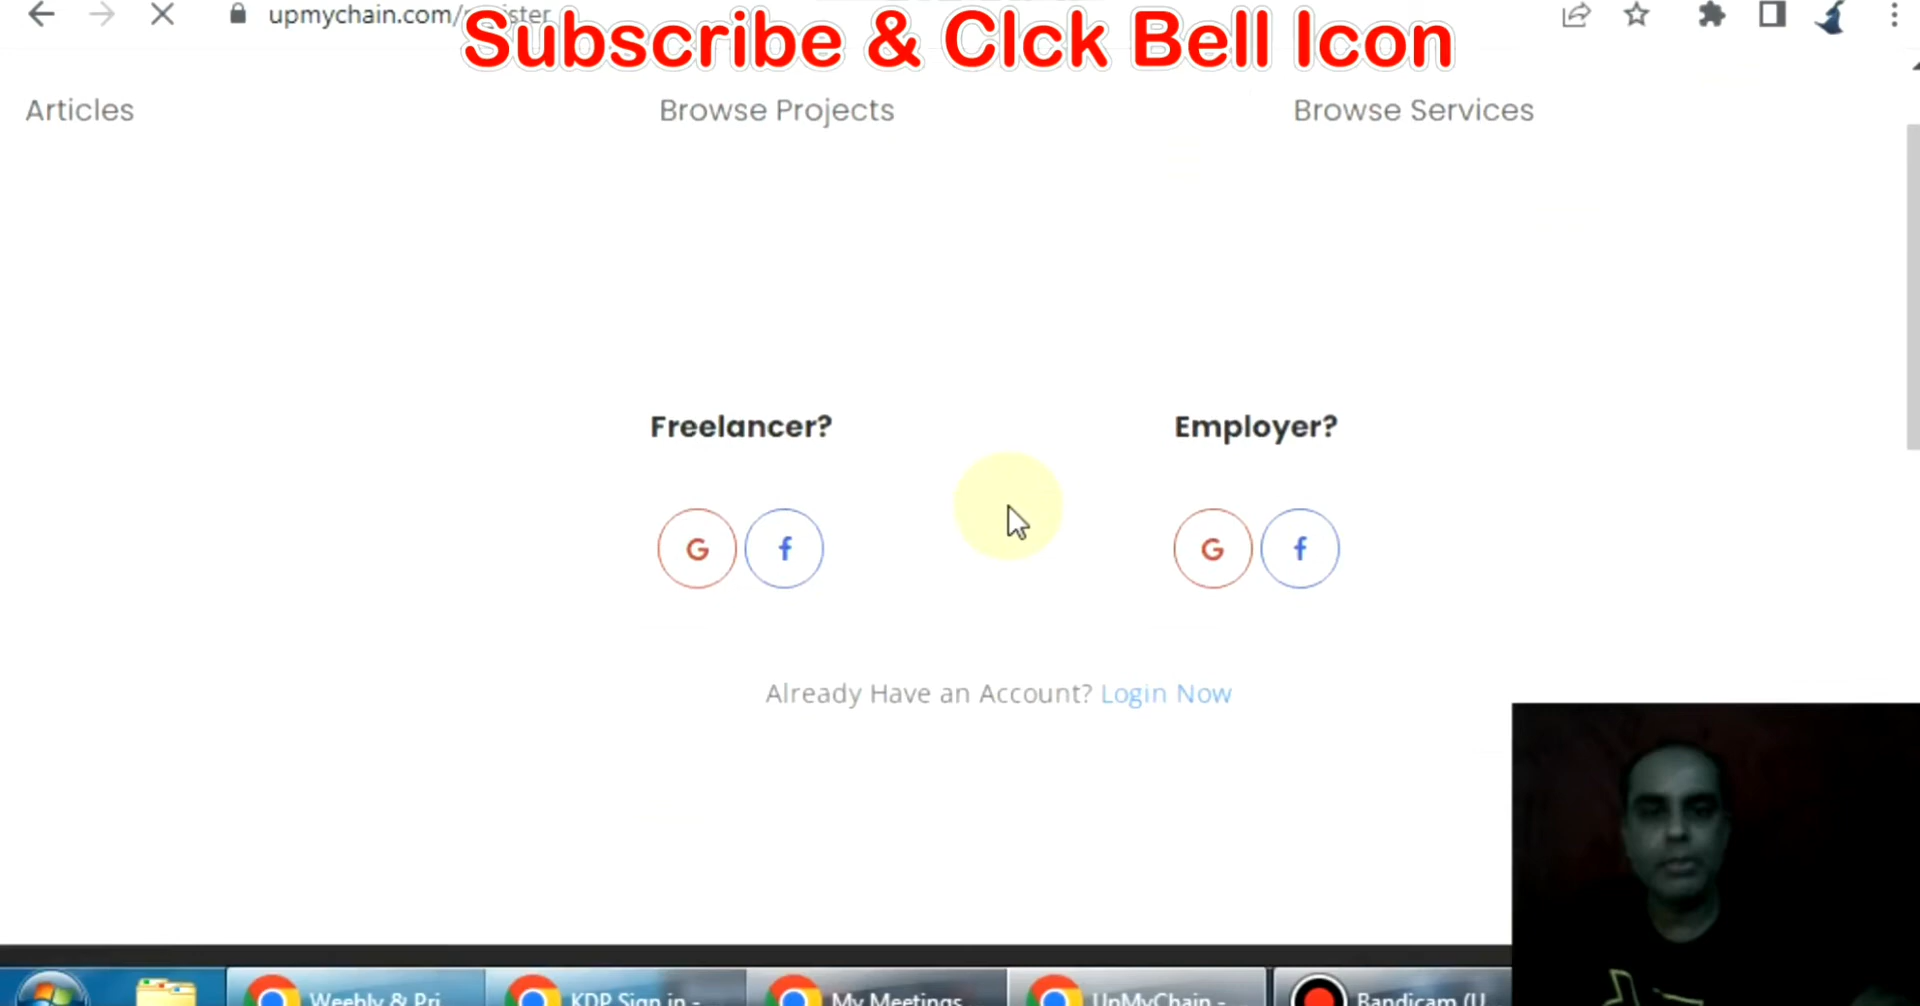 upmychain.com/register
Subscribe & Clck Bell Icon
Articles
Browse Projects
Browse Services
Freelancer?
Employer?
G f
G f
Already Have an Account? Login Now
Weebly & Pri
KDP Sign in -
My Meetings
UpMyChain -
Bandicam (U